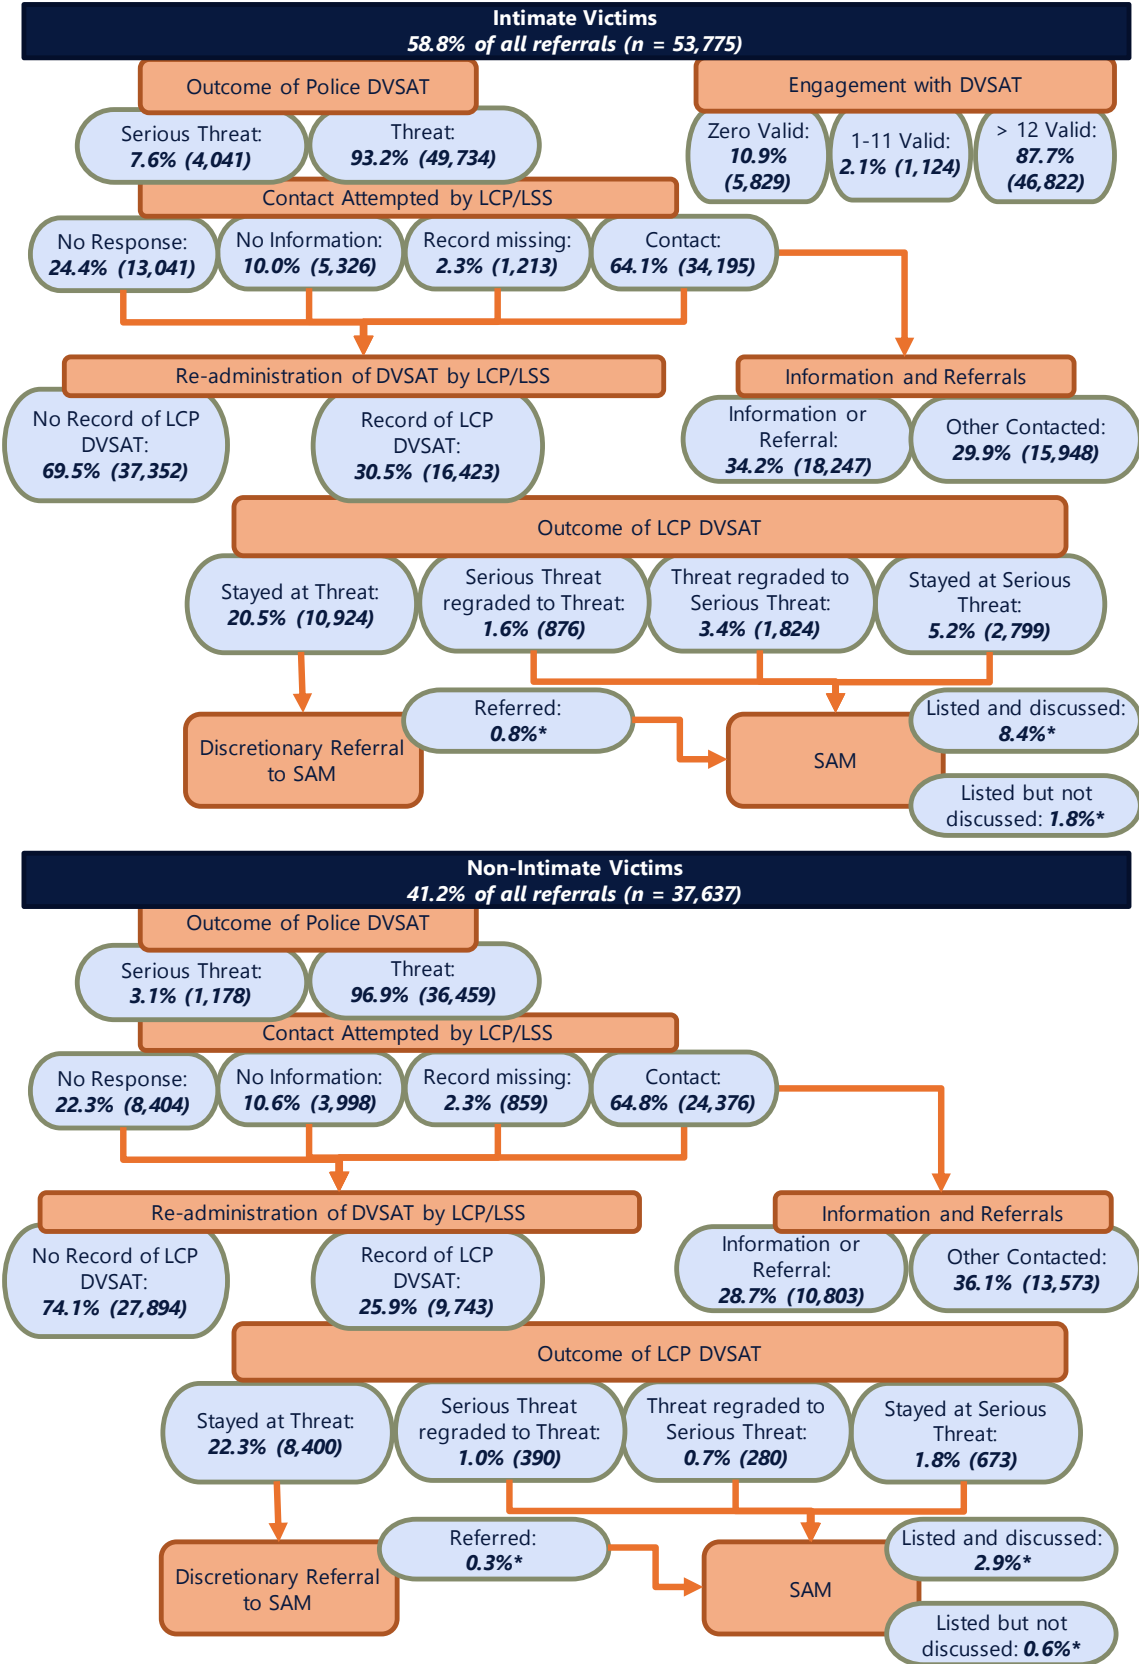 Intimate Victims
58.8% of all referrals (n = 53,775)
Outcome of Police DVSAT
Engagement with DVSAT
Serious Threat:
7.6% (4,041)
Threat:
93.2% (49,734)
Zero Valid:
10.9%
(5,829)
1-11 Valid:
2.1% (1,124)
> 12 Valid:
87.7%
(46,822)
Contact Attempted by LCP/LSS
No Response:
24.4% (13,041)
No Information:
10.0% (5,326)
Record missing:
2.3% (1,213)
Contact:
64.1% (34,195)
Re-administration of DVSAT by LCP/LSS
Information and Referrals
No Record of LCP
DVSAT:
69.5% (37,352)
Record of LCP
DVSAT:
30.5% (16,423)
Information or
Referral:
34.2% (18,247)
Other Contacted:
29.9% (15,948)
Outcome of LCP DVSAT
Stayed at Threat:
20.5% (10,924)
Serious Threat
regraded to Threat:
1.6% (876)
Threat regraded to
Serious Threat:
3.4% (1,824)
Stayed at Serious
Threat:
5.2% (2,799)
Discretionary Referral
to SAM
Referred:
0.8%*
SAM
Listed and discussed:
8.4%*
Listed but not
discussed: 1.8%*
Non-Intimate Victims
41.2% of all referrals (n = 37,637)
Outcome of Police DVSAT
Serious Threat:
3.1% (1,178)
Threat:
96.9% (36,459)
Contact Attempted by LCP/LSS
No Response:
22.3% (8,404)
No Information:
10.6% (3,998)
Record missing:
2.3% (859)
Contact:
64.8% (24,376)
Re-administration of DVSAT by LCP/LSS
Information and Referrals
No Record of LCP
DVSAT:
74.1% (27,894)
Record of LCP
DVSAT:
25.9% (9,743)
Information or
Referral:
28.7% (10,803)
Other Contacted:
36.1% (13,573)
Outcome of LCP DVSAT
Stayed at Threat:
22.3% (8,400)
Serious Threat
regraded to Threat:
1.0% (390)
Threat regraded to
Serious Threat:
0.7% (280)
Stayed at Serious
Threat:
1.8% (673)
Discretionary Referral
to SAM
Referred:
0.3%*
SAM
Listed and discussed:
2.9%*
Listed but not
discussed: 0.6%*